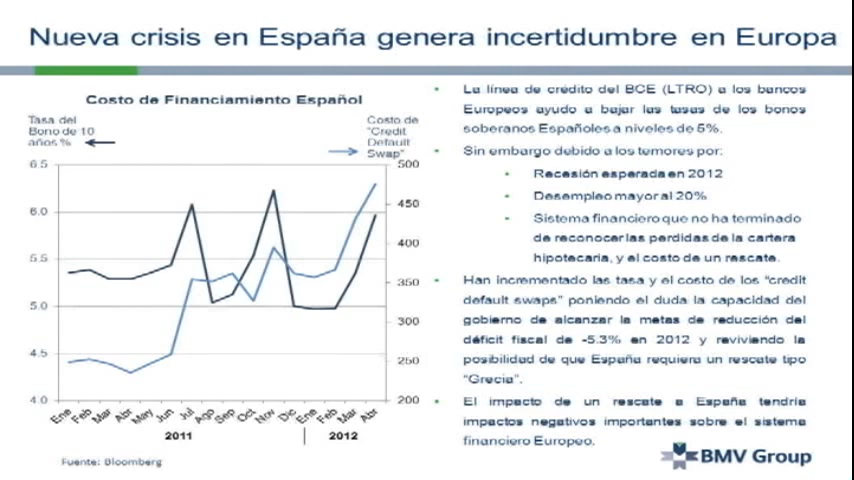 Nueva crisis en España genera incertidumbre en Europa
Costo de Financiamiento Español
Tasa del
Bono de 10
años %
Costo de
"Credit
Default
Swap"
6.5
6.0
5.5
5.0
4.5
4.0
500
450
400
350
300
250
200
Ene
Feb
Mar
Abr
May
Jun
Jul
Ago
Sep
Oct
Nov
Dic
Ene
Feb
Mar
Abr
2011
2012
Fuente: Bloomberg
La línea de crédito del BCE (LTRO) a los bancos
Europeos ayudo a bajar las tasas de los bonos
soberanos Españoles a niveles de 5%.
Sin embargo debido a los temores por:
Recesión esperada en 2012
Desempleo mayor al 20%
Sistema financiero que no ha terminado
de reconocer las perdidas de la cartera
hipotecaria, y el costo de un rescate.
Han incrementado las tasa y el costo de los "credit
default swaps" poniendo el duda la capacidad del
gobierno de alcanzar la metas de reducción del
déficit fiscal de -5.3% en 2012 y reviviendo la
posibilidad de que España requiera un rescate tipo
"Grecia".
El impacto de un rescate a España tendría
impactos negativos importantes sobre el sistema
financiero Europeo.
BMV Group